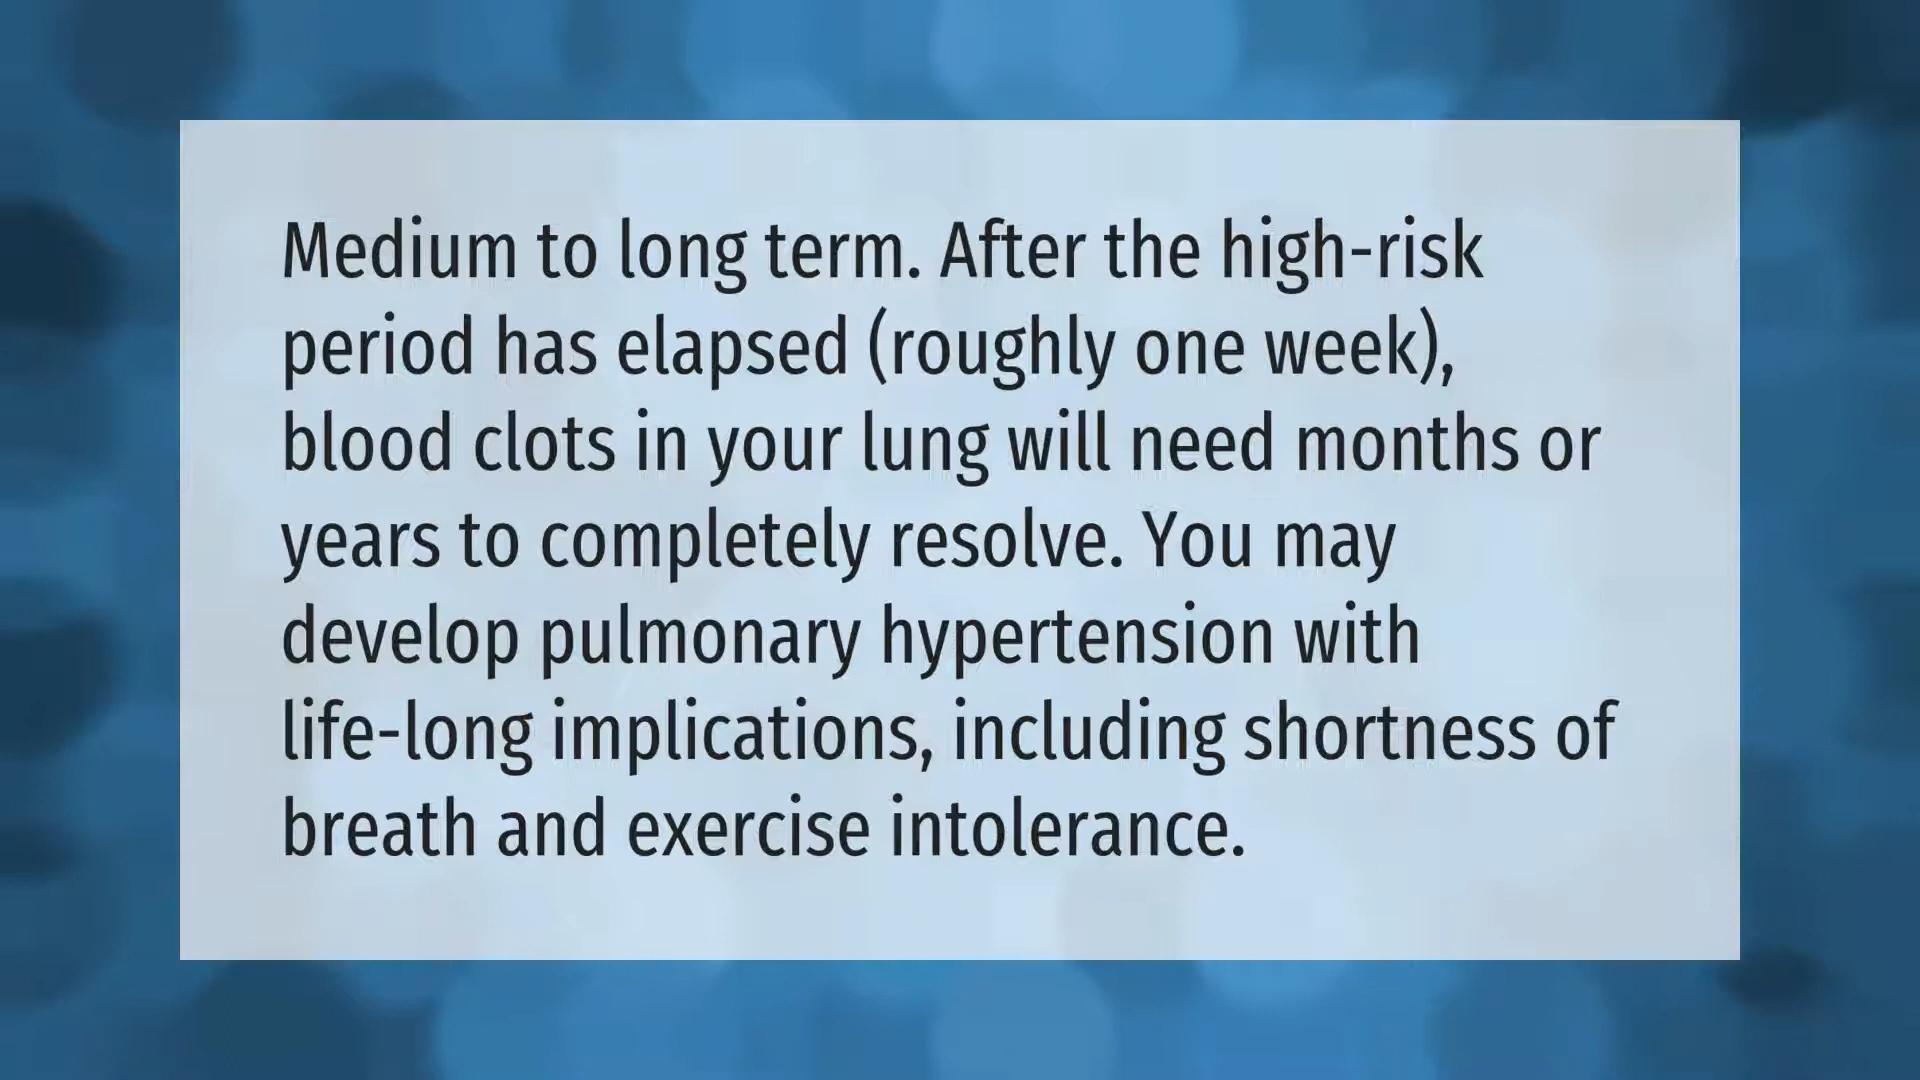 Medium to long term. After the high-risk
period has elapsed (roughly one week),
blood clots in your lung will need months or
years to completely resolve. You may
develop pulmonary hypertension with
life-long implications, including shortness of
breath and exercise intolerance.